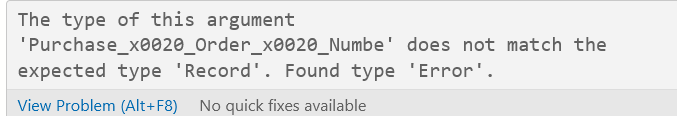 The type of this argument
'Purchase_x0020_Order_x0020_Numbe' does not match the
expected type 'Record'. Found type 'Error'.
View Problem (Alt+F8) No quick fixes available